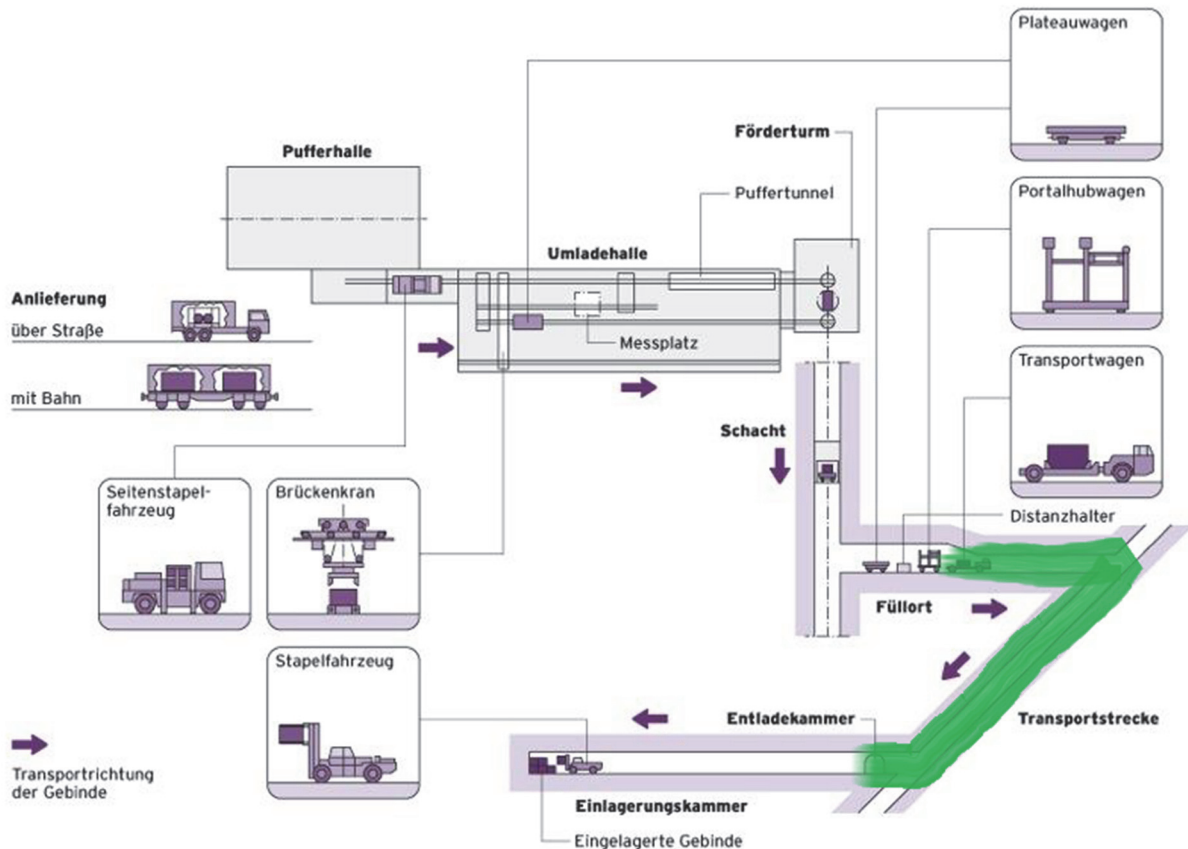 Plateauwagen
Förderturm
Pufferhalle
Puffertunnel
Portalhubwagen
Umladehalle
Anlieferung
über Straße
Messplatz
Transportwagen
mit Bahn
Schacht
Seitenstapel-
fahrzeug
Brückenkran
Distanzhalter
Füllort
Stapelfahrzeug
Entladekammer
Transportstrecke
Transportrichtung
der Gebinde
Einlagerungskammer
Eingelagerte Gebinde